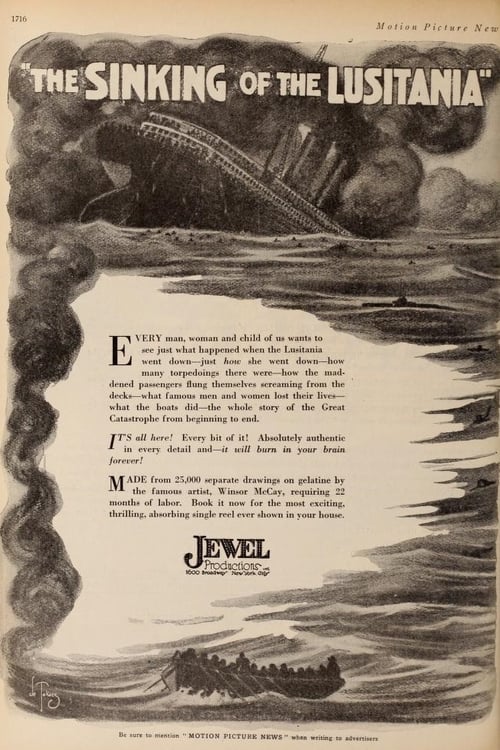 1716
Motion Picture New
"THE SINKING OF THE LUSITANIA"
EVERY man, woman and child of us wants to
see just what happened when the Lusitania
went down—just how she went down—how
many torpedoings there were—how the mad-
dened passengers flung themselves screaming from the
decks—what famous men and women lost their lives—
what the boats did—the whole story of the Great
Catastrophe from beginning to end.
IT'S all here! Every bit of it! Absolutely authentic
in every detail and—it will burn in your brain
forever!
MADE from 25,000 separate drawings on gelatine by
the famous artist, Winsor McCay, requiring 22
months of labor. Book it now for the most exciting,
thrilling, absorbing single reel ever shown in your house.
JEWEL
Productions
1600 Broadway New York City
Be sure to mention "MOTION PICTURE NEWS" when writing to advertisers